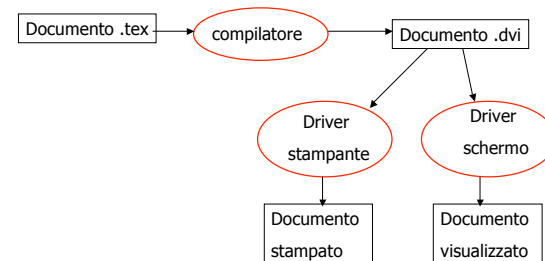 Documento .tex
compilatore
Documento .dvi
Driver
stampante
Driver
schermo
Documento
stampato
Documento
visualizzato